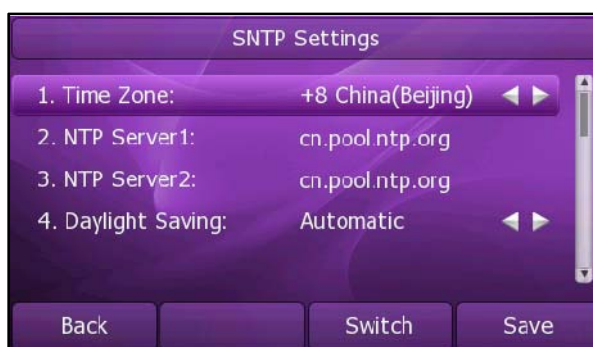 SNTP Settings
1. Time Zone: +8 China(Beijing)
2. NTP Server1: cn.pool.ntp.org
3. NTP Server2: cn.pool.ntp.org
4. Daylight Saving: Automatic
Back Switch Save